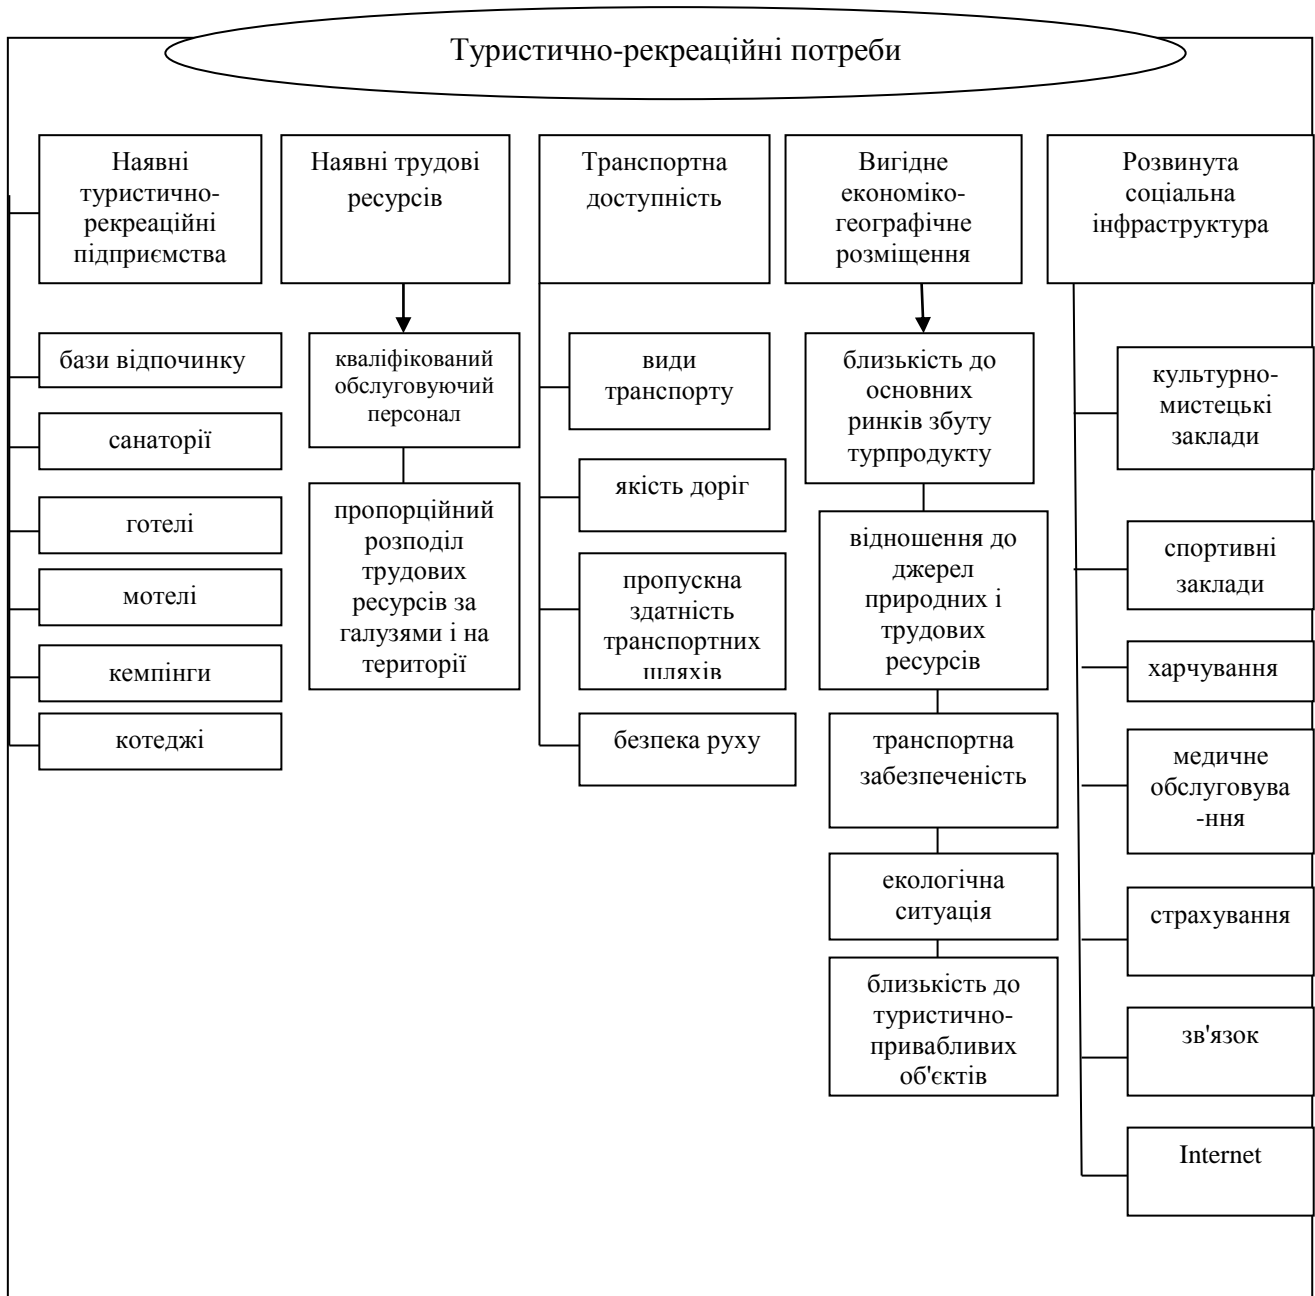 Туристично-рекреаційні потреби
Наявні
туристично-
рекреаційні
підприємства
бази відпочинку
санаторії
готелі
мотелі
кемпінги
котеджі
Наявні трудові
ресурсів
кваліфікований
обслуговуючий
персонал
пропорційний
розподіл
трудових
ресурсів за
галузями і на
території
Транспортна
доступність
види
транспорту
якість доріг
пропускна
здатність
транспортних
шляхів
безпека руху
Вигідне
економіко-
географічне
розміщення
близькість до
основних
ринків збуту
турпродукту
відношення до
джерел
природних і
трудових
ресурсів
транспортна
забезпеченість
екологічна
ситуація
близькість до
туристично-
привабливих
об'єктів
Розвинута
соціальна
інфраструктура
культурно-
мистецькі
заклади
спортивні
заклади
харчування
медичне
обслуговува
-ння
страхування
зв'язок
Internet